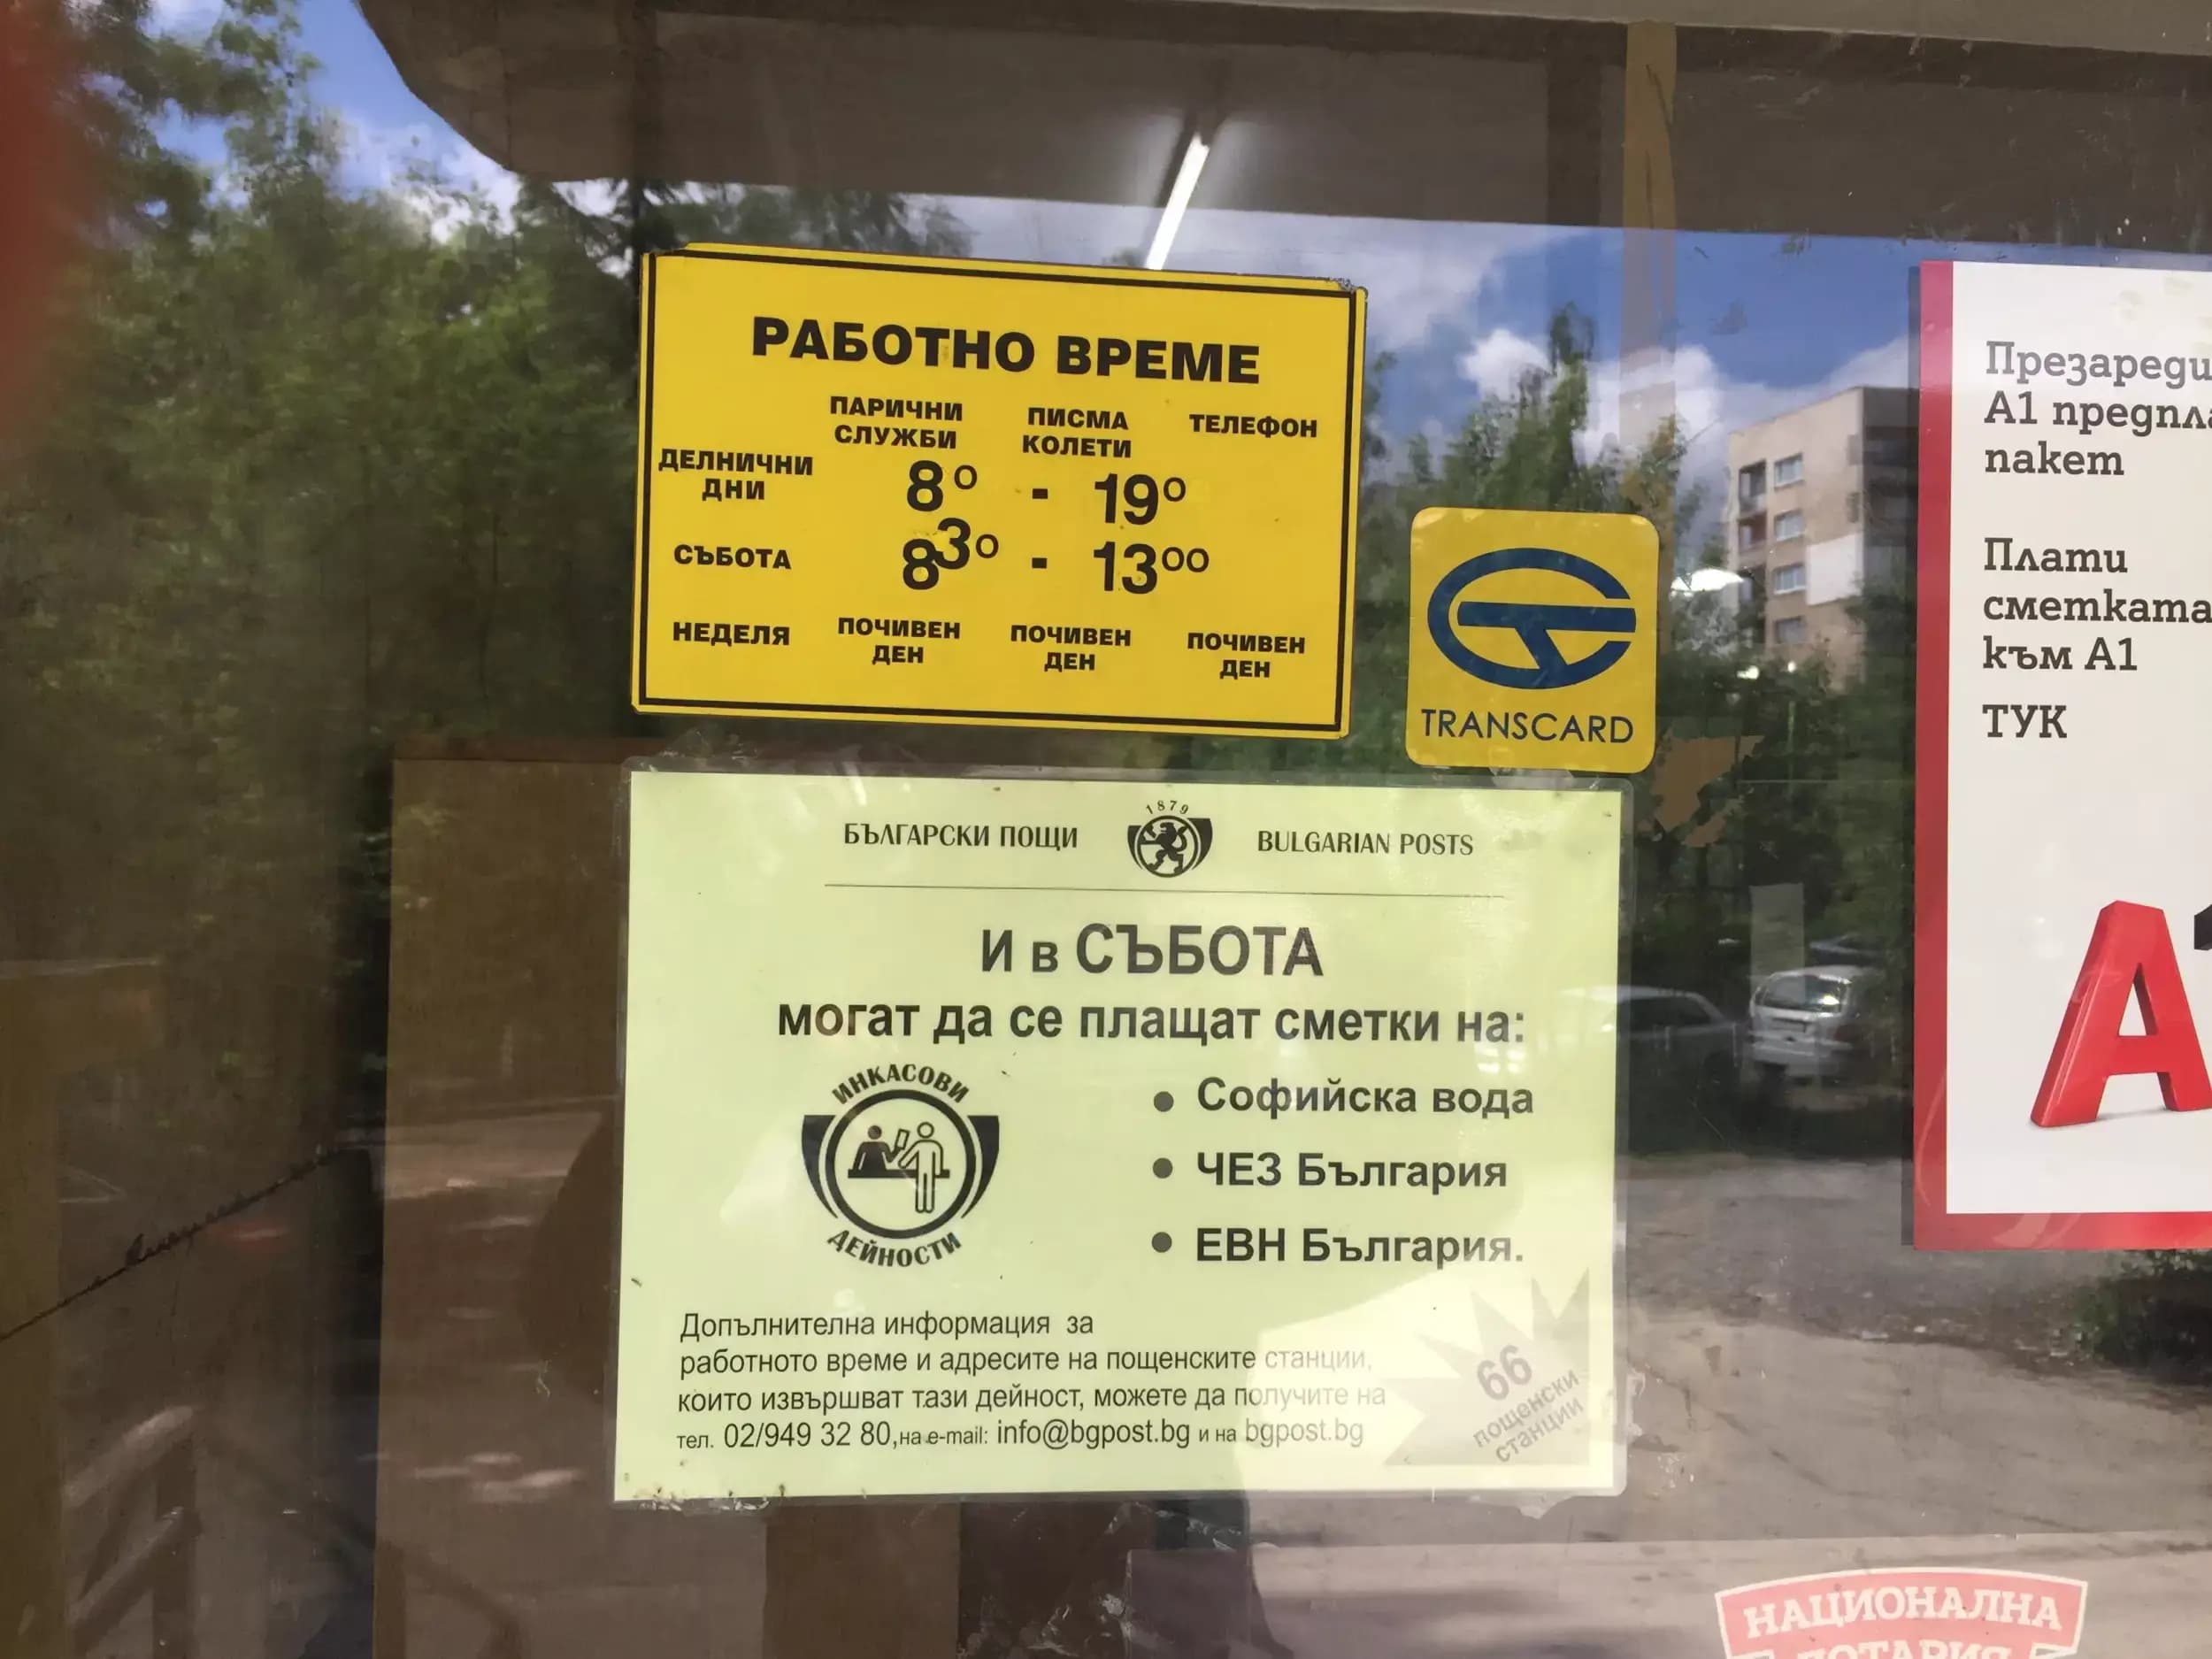 РАБОТНО ВРЕМЕ
ПАРИЧНИ СЛУЖБИ ПИСМА КОЛЕТИ ТЕЛЕФОН
ДЕЛНИЧНИ ДНИ 8⁰ - 19⁰
СЪБОТА 8³⁰ - 13⁰⁰
НЕДЕЛЯ ПОЧИВЕН ДЕН ПОЧИВЕН ДЕН ПОЧИВЕН ДЕН
TRANSCARD
БЪЛГАРСКИ ПОЩИ 1879 BULGARIAN POSTS
И в СЪБОТА
могат да се плащат сметки на:
ИНКАСОВИ
ДЕЙНОСТИ
• Софийска вода
• ЧЕЗ България
• ЕВН България.
Допълнителна информация за
работното време и адресите на пощенските станции,
които извършват тази дейност, можете да получите на
тел. 02/949 32 80, на e-mail: info@bgpost.bg и на bgpost.bg
66
пощенски
станции
Презареди
А1
пакет
Плати
сметката
към А1
ТУК
A1
НАЦИОНАЛНА
ЛОТАРИЯ